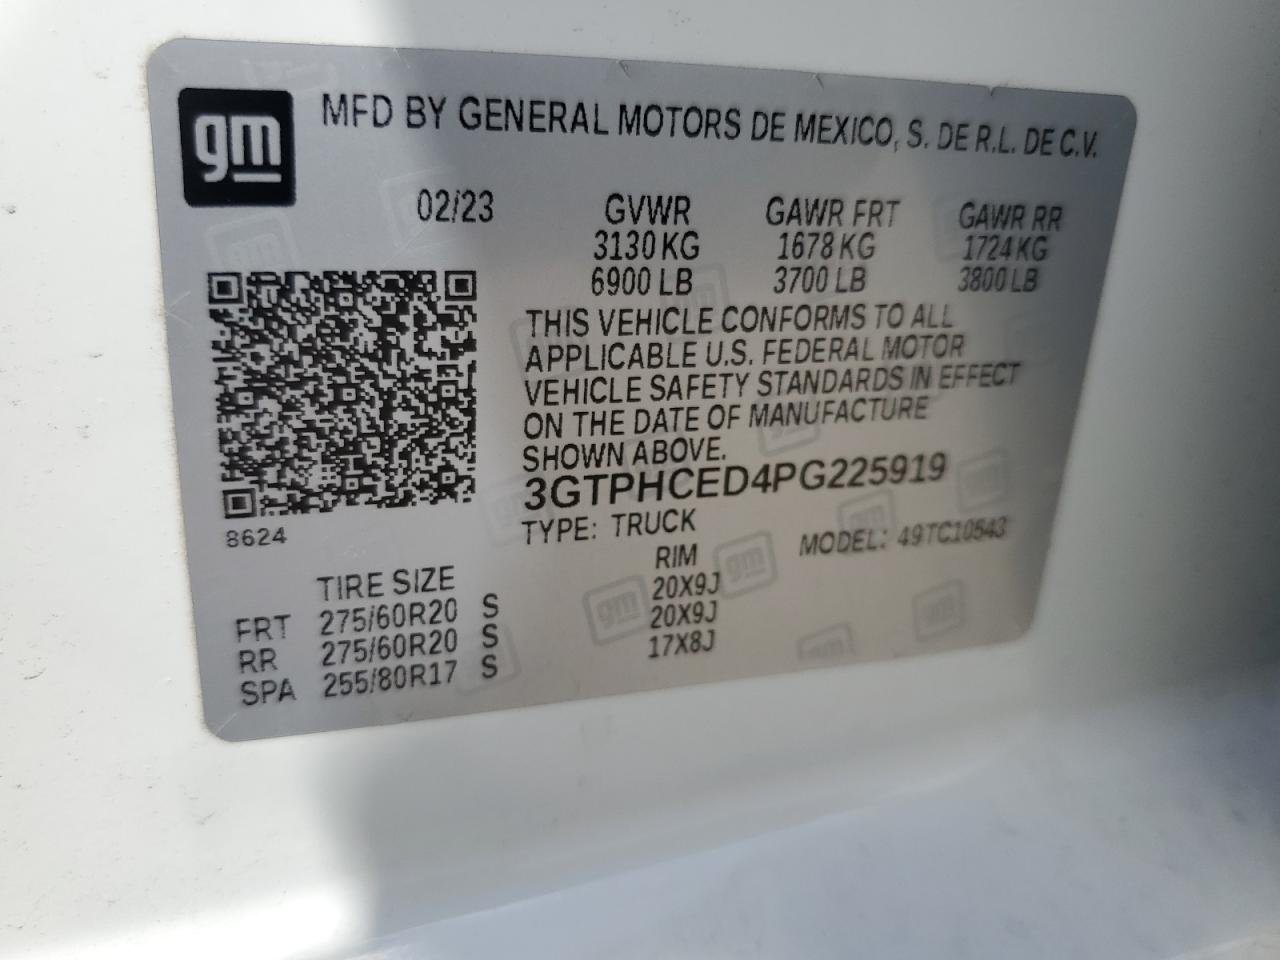 gm
MFD BY GENERAL MOTORS DE MEXICO, S. DE R.L. DE C.V.
02/23 GVWR GAWR FRT GAWR RR
3130 KG 1678 KG 1724 KG
6900 LB 3700 LB 3800 LB
THIS VEHICLE CONFORMS TO ALL
APPLICABLE U.S. FEDERAL MOTOR
VEHICLE SAFETY STANDARDS IN EFFECT
ON THE DATE OF MANUFACTURE
SHOWN ABOVE.
3GTPHCED4PG225919
8624
TYPE: TRUCK MODEL: 49TC10543
TIRE SIZE RIM
FRT 275/60R20 S 20X9J
RR 275/60R20 S 20X9J
SPA 255/80R17 S 17X8J